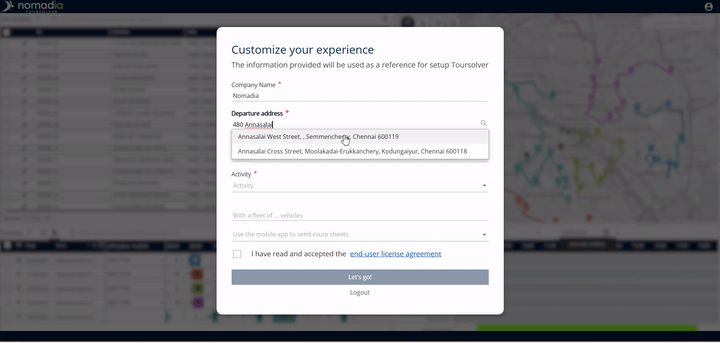 nomadia
TOURSOLVER
Customize your experience
The information provided will be used as a reference for setup Toursolver
Company Name *
Nomadia
Departure address *
480 Annasalai
Annasalai West Street, , Semmenchery, Chennai 600119
Annasalai Cross Street, Moolakadai-Erukkanchery, Kodungaiyur, Chennai 600118
Activity *
Activity
With a fleet of ... vehicles
Use the mobile app to send route sheets
I have read and accepted the end-user license agreement
Let's go!
Logout